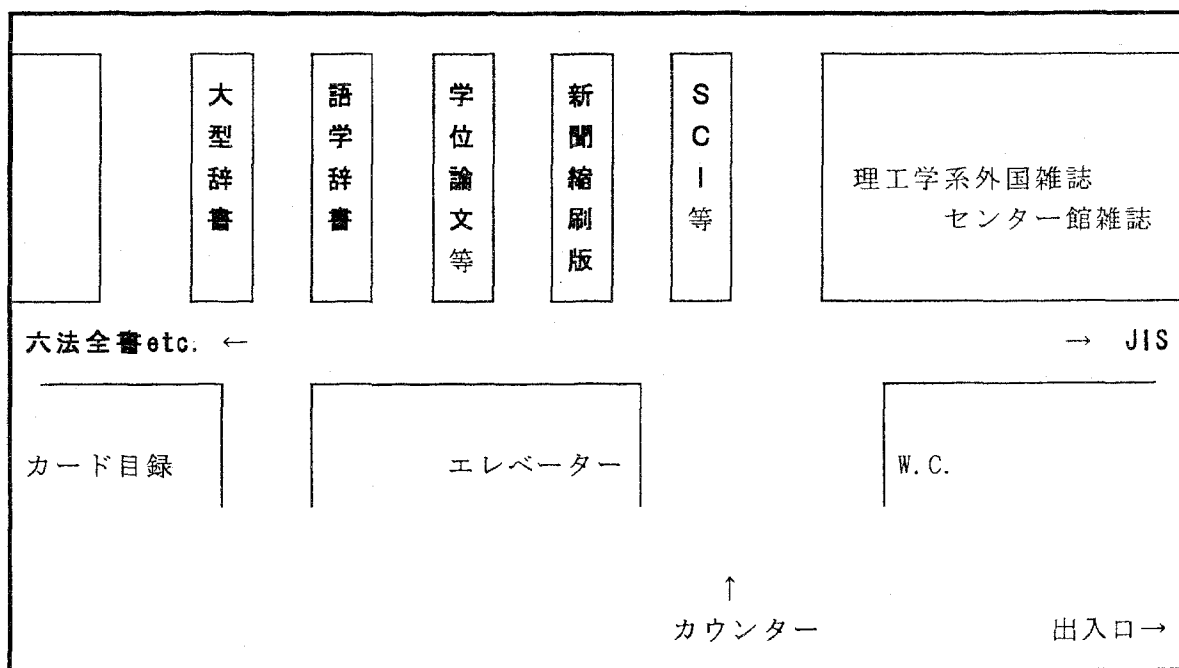 大型辞書
語学辞書
学位論文等
新聞縮刷版
SCI等
理工学系外国雑誌
センター館雑誌
六法全書etc. ←
→ JIS
カード目録
エレベーター
W.C.
↑
カウンター
出入口→